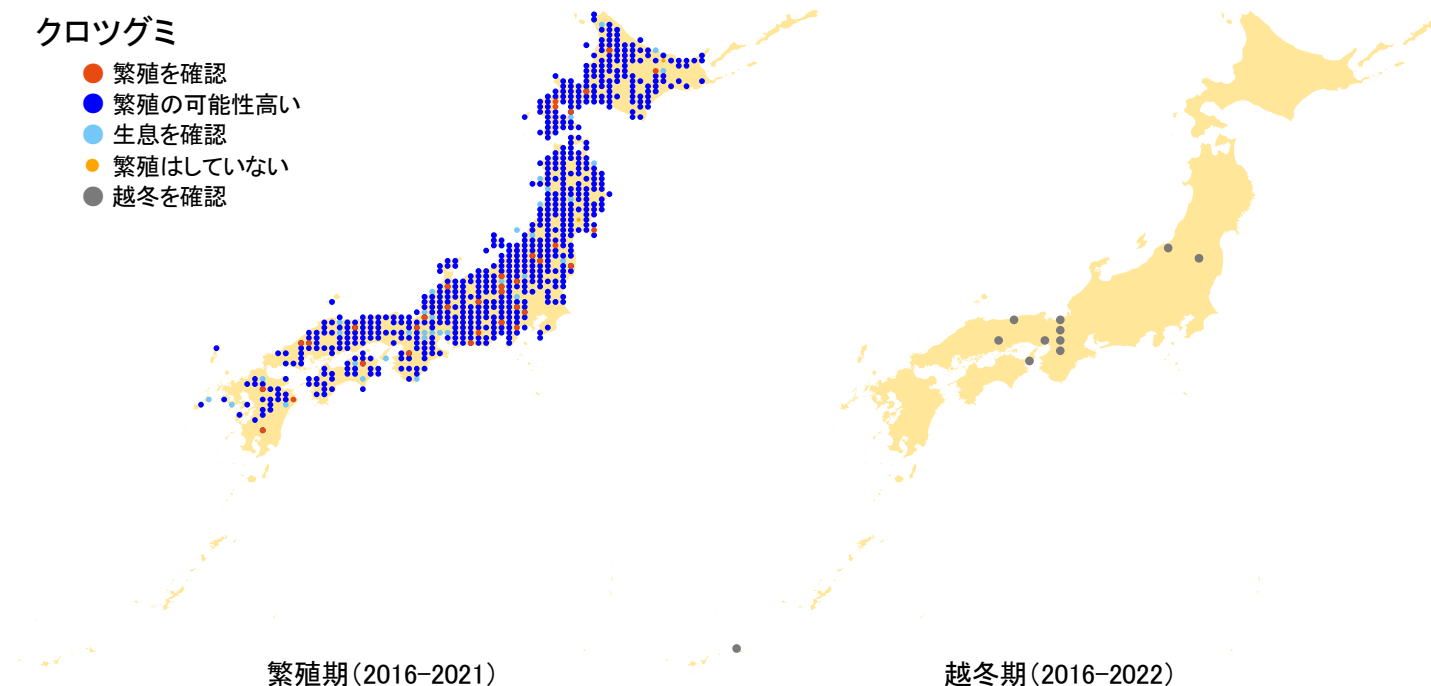 クロツグミ
繁殖を確認
繁殖の可能性高い
生息を確認
繁殖はしていない
越冬を確認
繁殖期（2016-2021）
越冬期（2016-2022）